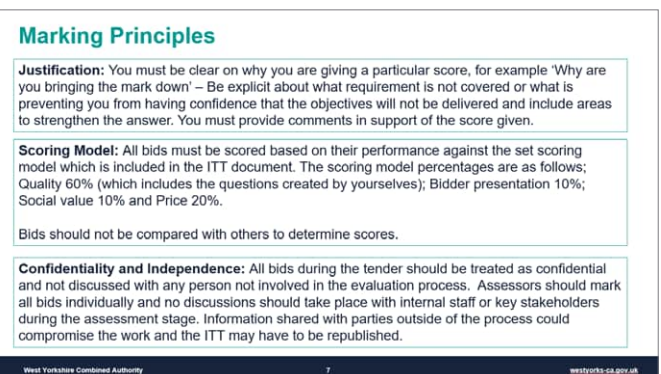 Marking Principles
Justification: You must be clear on why you are giving a particular score, for example ‘Why are
you bringing the mark down’ – Be explicit about what requirement is not covered or what is
preventing you from having confidence that the objectives will not be delivered and include areas
to strengthen the answer. You must provide comments in support of the score given.
Scoring Model: All bids must be scored based on their performance against the set scoring
model which is included in the ITT document. The scoring model percentages are as follows;
Quality 60% (which includes the questions created by yourselves); Bidder presentation 10%;
Social value 10% and Price 20%.
Bids should not be compared with others to determine scores.
Confidentiality and Independence: All bids during the tender should be treated as confidential
and not discussed with any person not involved in the evaluation process. Assessors should mark
all bids individually and no discussions should take place with internal staff or key stakeholders
during the assessment stage. Information shared with parties outside of the process could
compromise the work and the ITT may have to be republished.
West Yorkshire Combined Authority 7 westyorks-ca.gov.uk